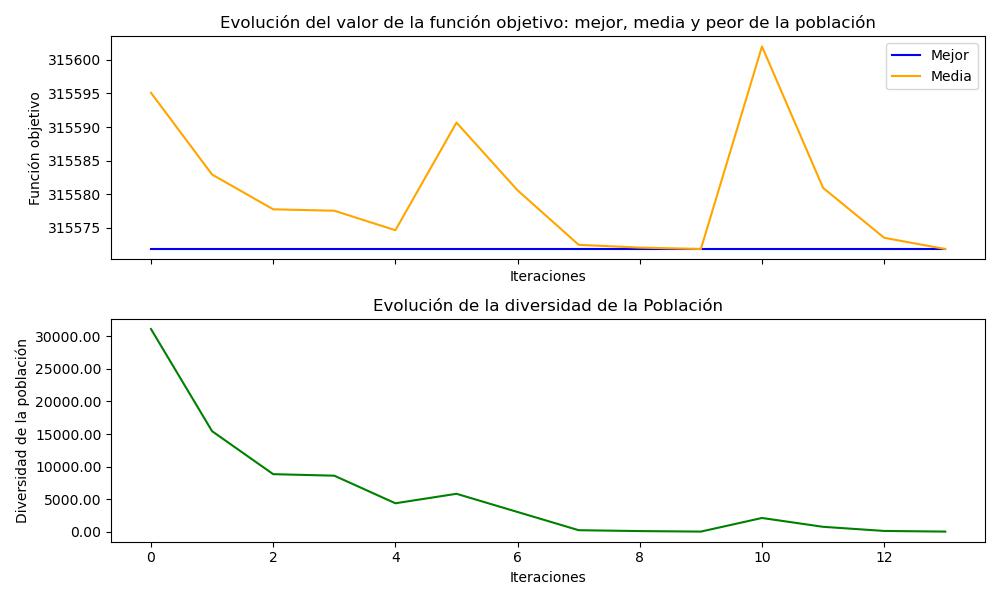 Evolución del valor de la función objetivo: mejor, media y peor de la población
315600
315595
315590
315585
315580
315575
Función objetivo
Mejor
Media
Iteraciones
Evolución de la diversidad de la Población
30000.00
25000.00
20000.00
15000.00
10000.00
5000.00
0.00
Diversidad de la población
0 2 4 6 8 10 12
Iteraciones